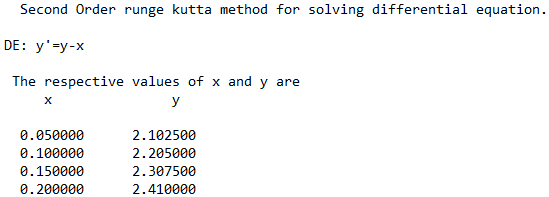 Second Order runge kutta method for solving differential equation.
DE: y'=y-x
The respective values of x and y are
x y
0.050000 2.102500
0.100000 2.205000
0.150000 2.307500
0.200000 2.410000